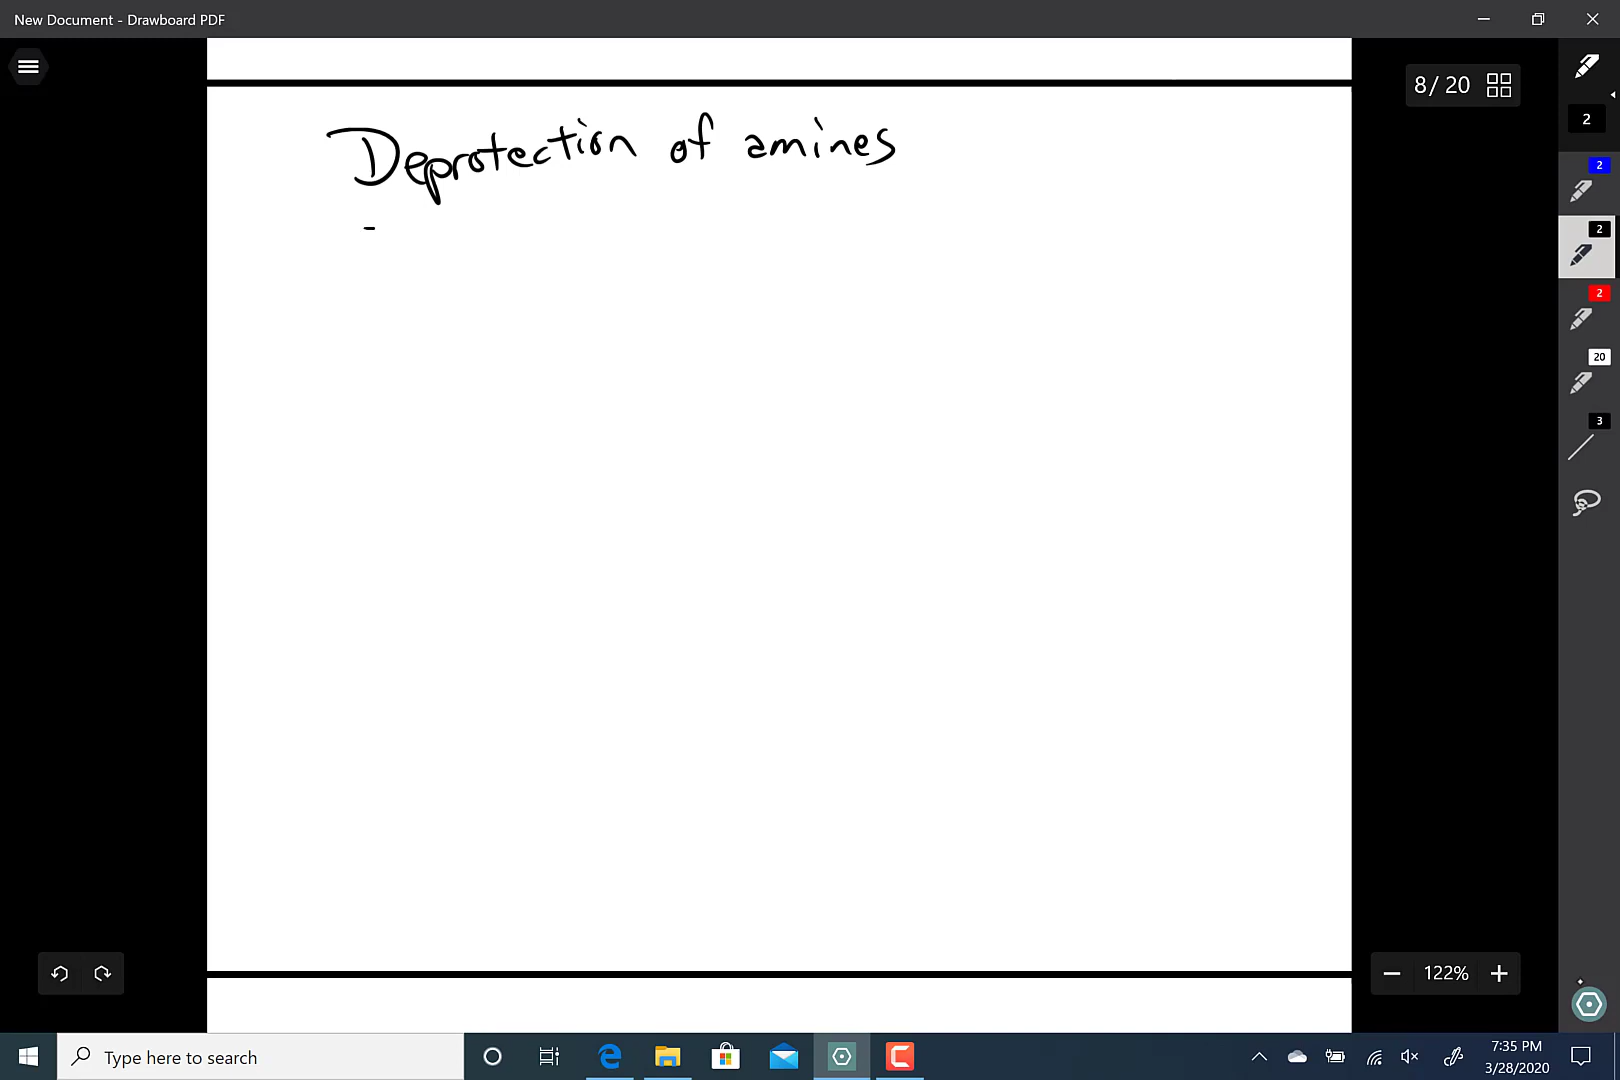 New Document - Drawboard PDF
8 / 20
2
Deprotection of amines
-
2
2
2
20
3
122%
Type here to search
7:35 PM
3/28/2020